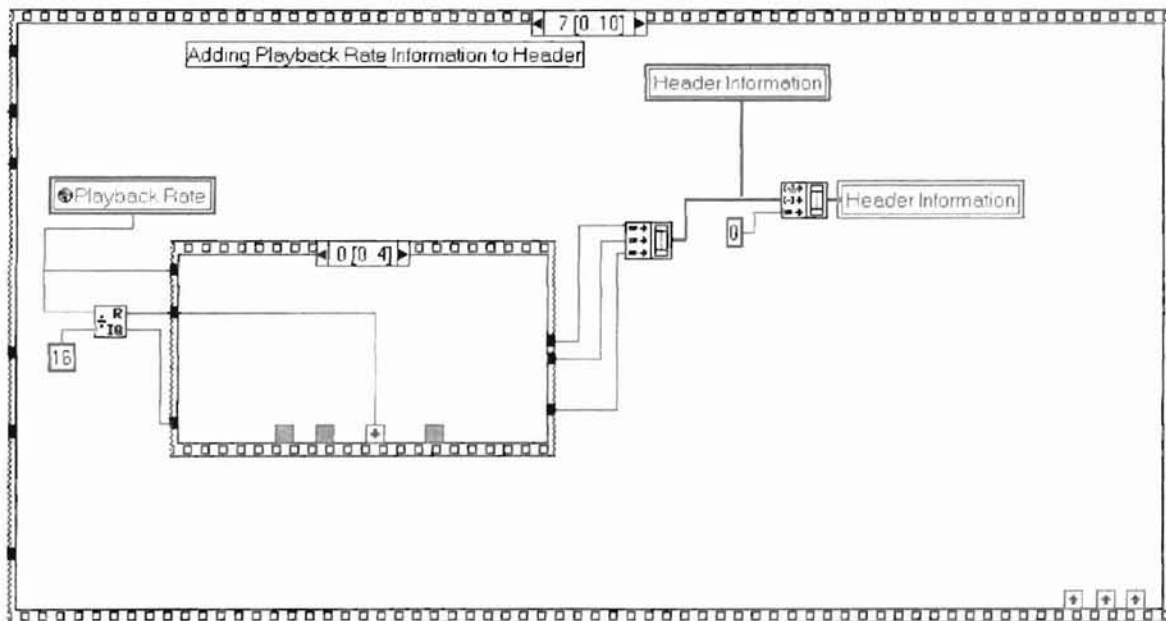 7 [0 10]
Adding Playback Rate Information to Header
Header Information
Playback Rate
Header Information
0
0 [0 4]
R
IQ
16